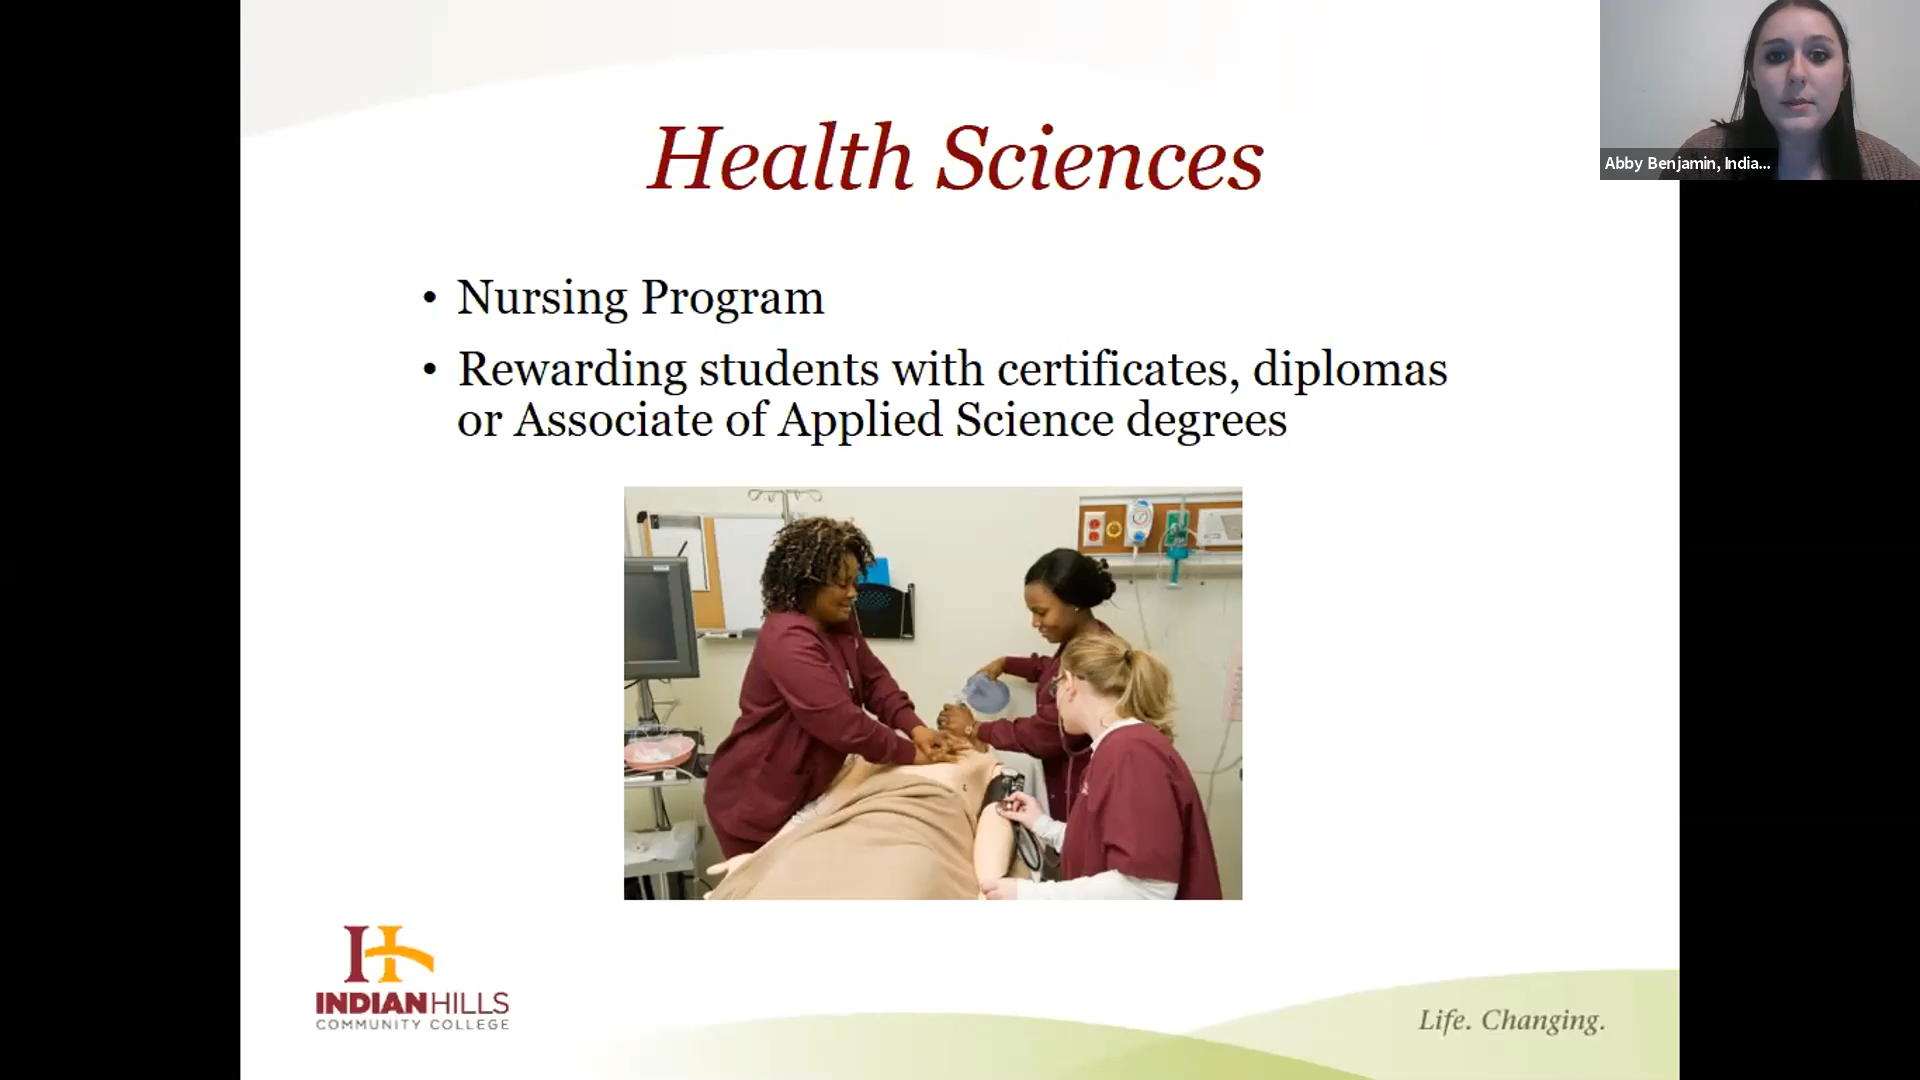 Health Sciences
Abby Benjamin, India...
• Nursing Program
• Rewarding students with certificates, diplomas
or Associate of Applied Science degrees
INDIAN HILLS
COMMUNITY COLLEGE
Life. Changing.